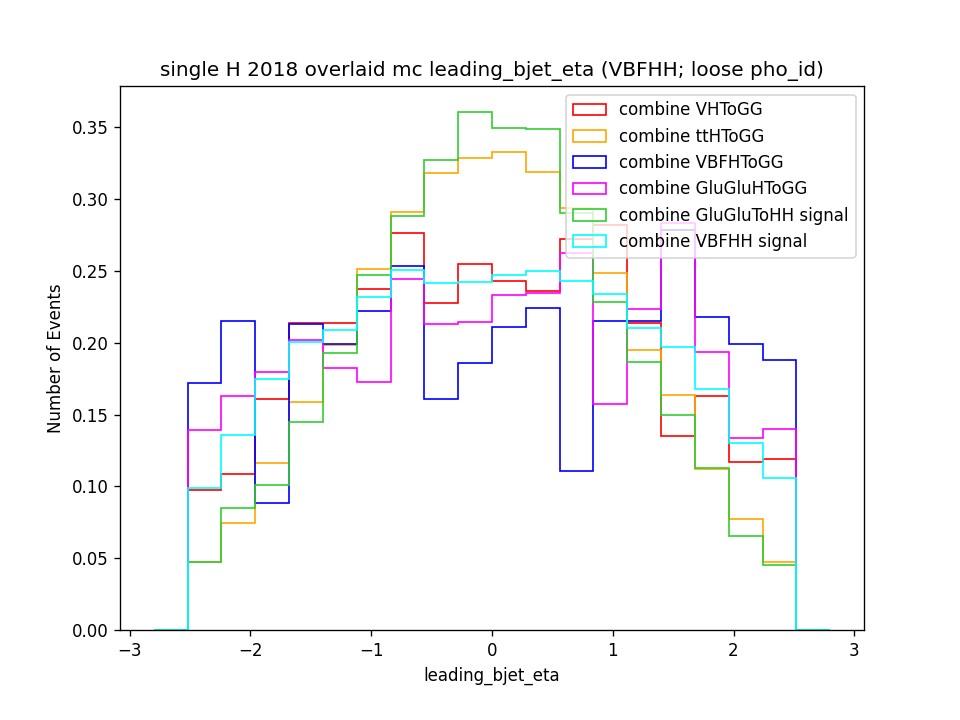 single H 2018 overlaid mc leading_bjet_eta (VBFHH; loose pho_id)
combine VHToGG
combine ttHToGG
combine VBFHToGG
combine GluGluHToGG
combine GluGluToHH signal
combine VBFHH signal
Number of Events
0.35
0.30
0.25
0.20
0.15
0.10
0.05
0.00
−3 −2 −1 0 1 2 3
leading_bjet_eta